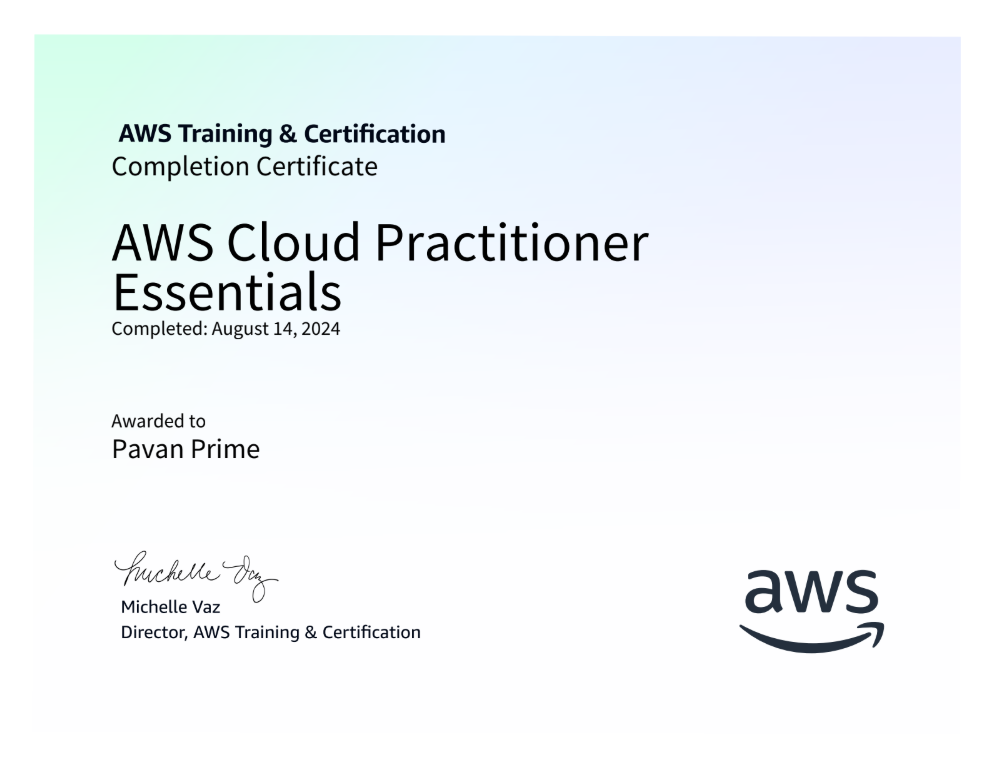 AWS Training & Certification
Completion Certificate
AWS Cloud Practitioner
Essentials
Completed: August 14, 2024
Awarded to
Pavan Prime
Michelle Vaz
Michelle Vaz
Director, AWS Training & Certification
aws